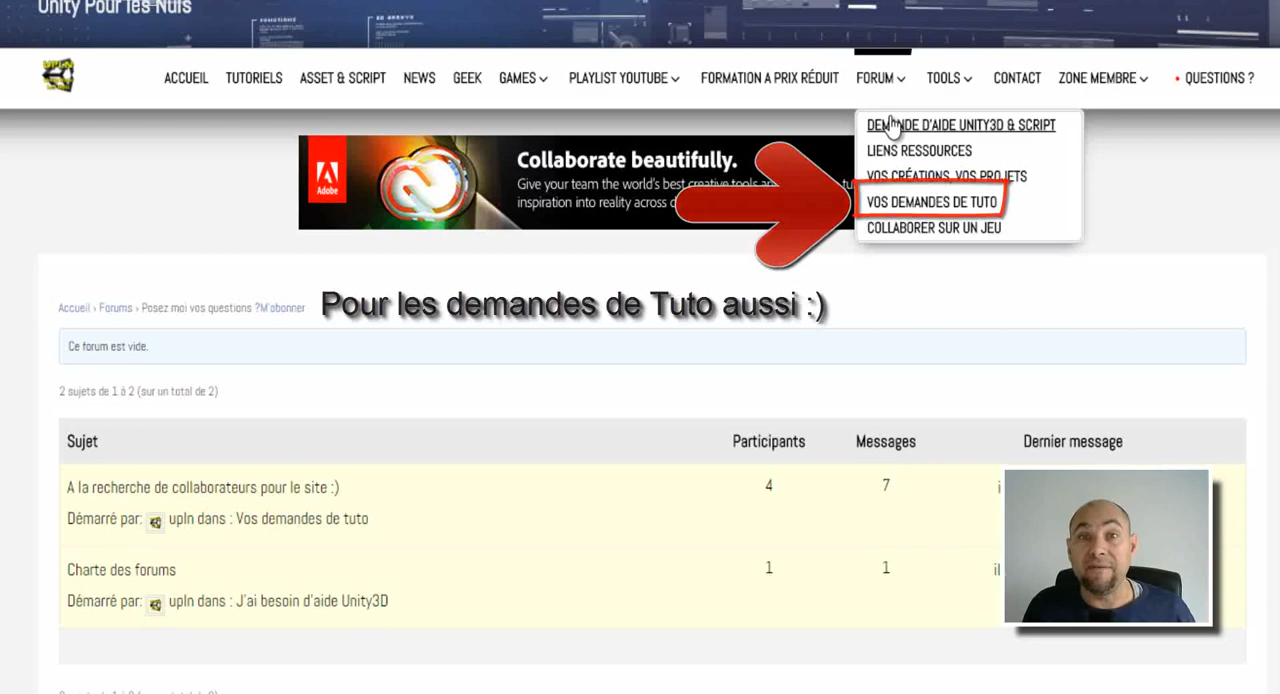 Unity Pour les Nuls
ACCUEIL TUTORIELS ASSET & SCRIPT NEWS GEEK GAMES PLAYLIST YOUTUBE FORMATION A PRIX RÉDUIT FORUM TOOLS CONTACT ZONE MEMBRE • QUESTIONS ?
DEMANDE D'AIDE UNITY3D & SCRIPT
LIENS RESSOURCES
VOS CRÉATIONS, VOS PROJETS
VOS DEMANDES DE TUTO
COLLABORER SUR UN JEU
Adobe
Collaborate beautifully.
Give your team the world's best creative tools
inspiration into reality across
Accueil › Forums › Posez moi vos questions ?M'abonner
Pour les demandes de Tuto aussi :)
Ce forum est vide.
2 sujets de 1 à 2 (sur un total de 2)
Sujet Participants Messages Dernier message
A la recherche de collaborateurs pour le site :) 4 7
Démarré par: upln dans : Vos demandes de tuto
Charte des forums 1 1 il
Démarré par: upln dans : J'ai besoin d'aide Unity3D